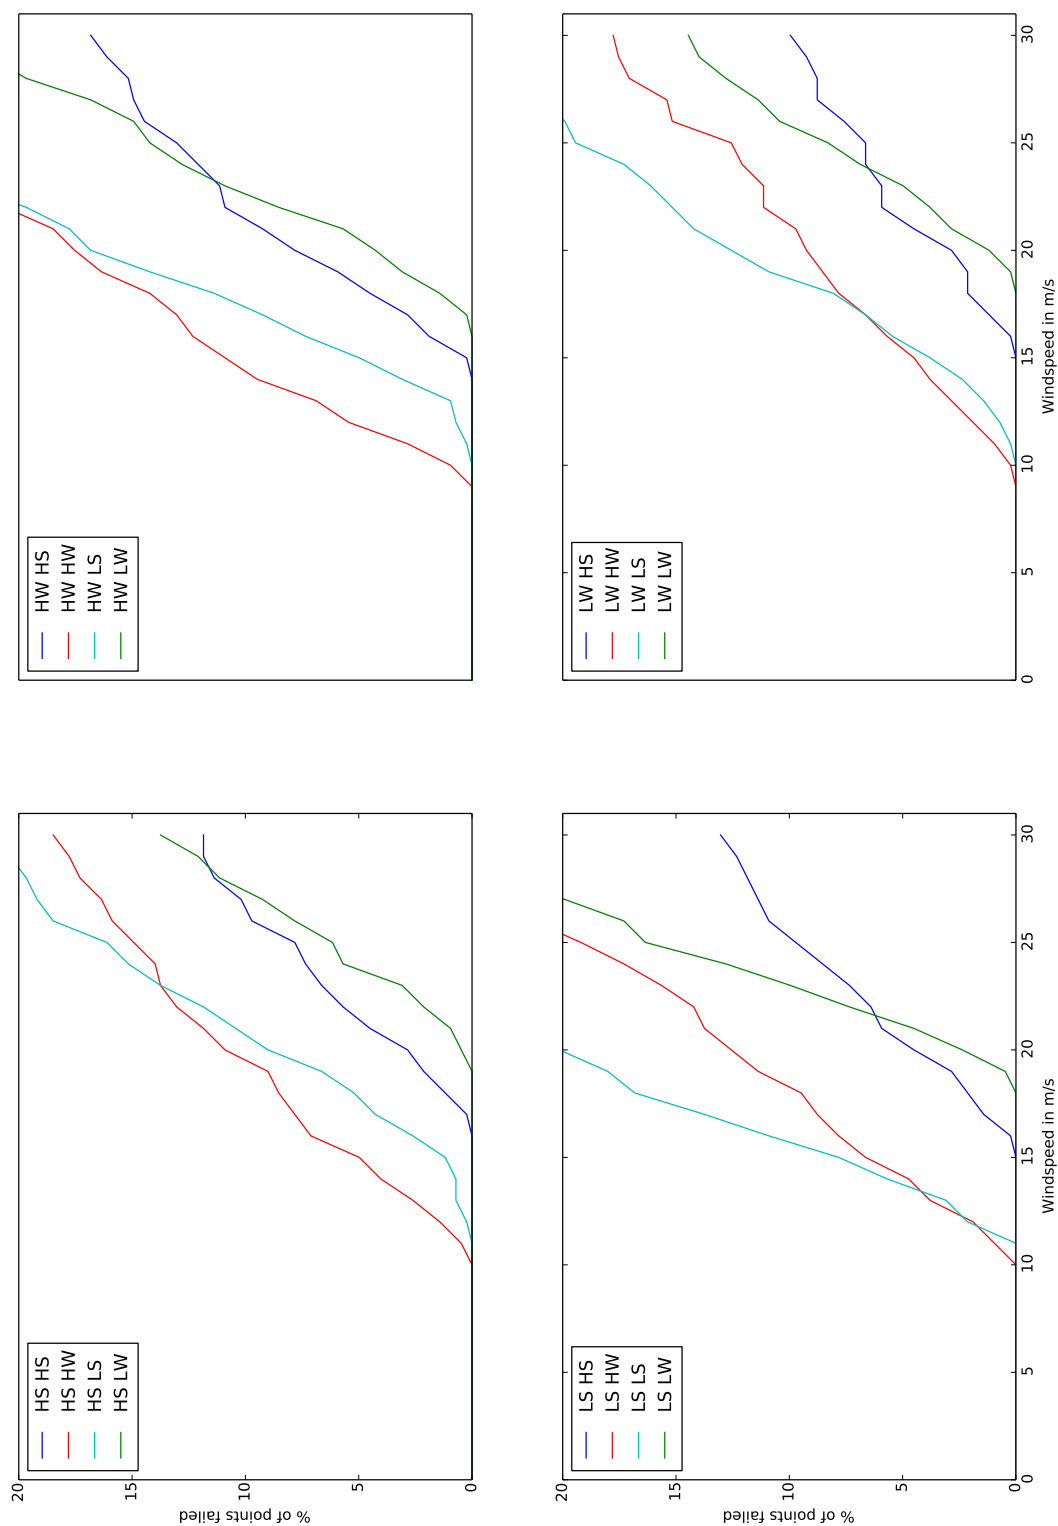 20
15
10
5
0
% of points failed
HS HS
HS HW
HS LS
HS LW
HW HS
HW HW
HW LS
HW LW
20
15
10
5
0
% of points failed
LS HS
LS HW
LS LS
LS LW
0
5
10
15
20
25
30
Windspeed in m/s
LW HS
LW HW
LW LS
LW LW
0
5
10
15
20
25
30
Windspeed in m/s